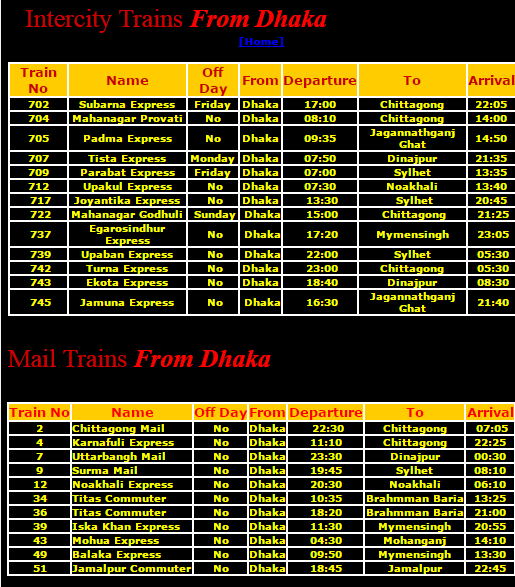 Intercity Trains From Dhaka
[Home]
Train No Name Off Day From Departure To Arrival
702 Subarna Express Friday Dhaka 17:00 Chittagong 22:05
704 Mahanagar Provati No Dhaka 08:10 Chittagong 14:00
705 Padma Express No Dhaka 09:35 Jagannathganj Ghat 14:50
707 Tista Express Monday Dhaka 07:50 Dinajpur 21:35
709 Parabat Express Friday Dhaka 07:00 Sylhet 13:35
712 Upakul Express No Dhaka 07:30 Noakhali 13:40
717 Joyantika Express No Dhaka 13:30 Sylhet 20:45
722 Mahanagar Godhuli Sunday Dhaka 15:00 Chittagong 21:25
737 Egarosindhur Express No Dhaka 17:20 Mymensingh 23:05
739 Upaban Express No Dhaka 22:00 Sylhet 05:30
742 Turna Express No Dhaka 23:00 Chittagong 05:30
743 Ekota Express No Dhaka 18:40 Dinajpur 08:30
745 Jamuna Express No Dhaka 16:30 Jagannathganj Ghat 21:40
Mail Trains From Dhaka
Train No Name Off Day From Departure To Arrival
2 Chittagong Mail No Dhaka 22:30 Chittagong 07:05
4 Karnafuli Express No Dhaka 11:10 Chittagong 22:25
7 Uttarbangh Mail No Dhaka 23:30 Dinajpur 00:30
9 Surma Mail No Dhaka 19:45 Sylhet 08:10
12 Noakhali Express No Dhaka 20:30 Noakhali 06:10
34 Titas Commuter No Dhaka 10:35 Brahmman Baria 13:25
36 Titas Commuter No Dhaka 18:20 Brahmman Baria 21:00
39 Iska Khan Express No Dhaka 11:30 Mymensingh 20:55
43 Mohua Express No Dhaka 04:30 Mohanganj 14:10
49 Balaka Express No Dhaka 09:50 Mymensingh 13:30
51 Jamalpur Commuter No Dhaka 18:45 Jamalpur 22:45